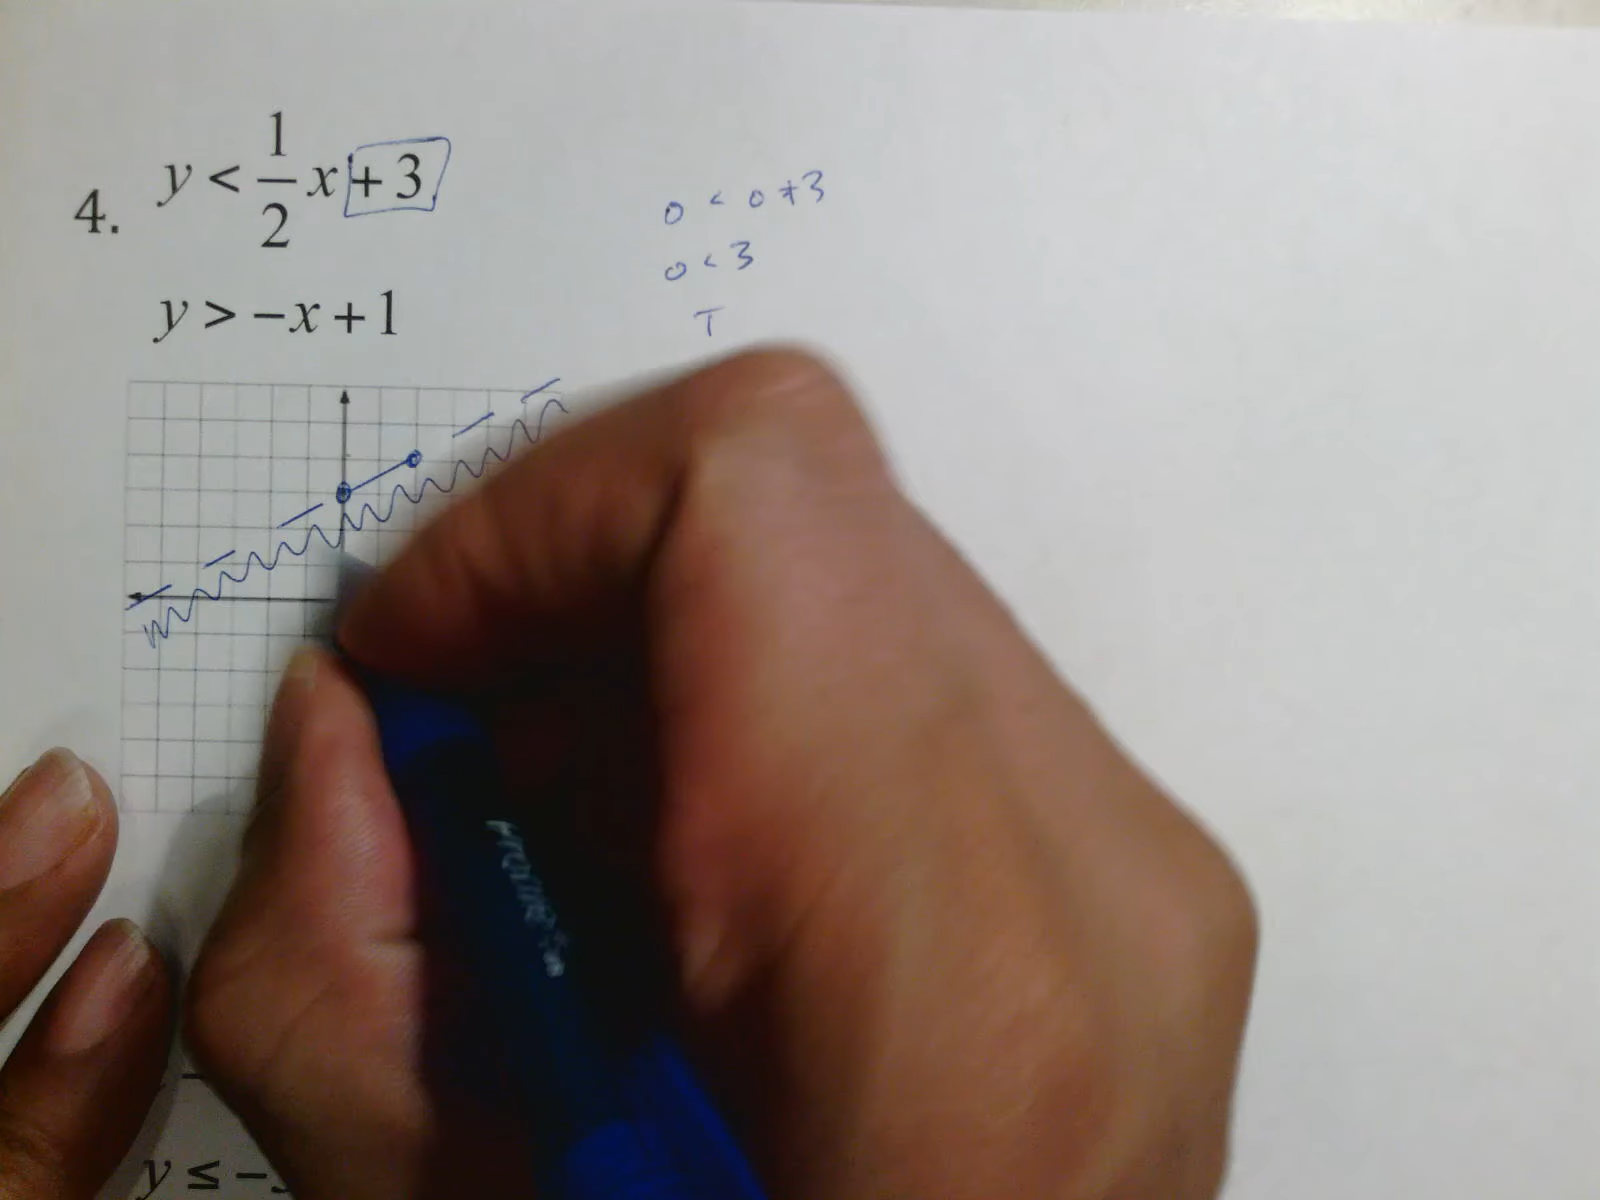 4. y < 1/2 x + 3
y > −x + 1
0 < 0 + 3
0 < 3
T
y ≤ −